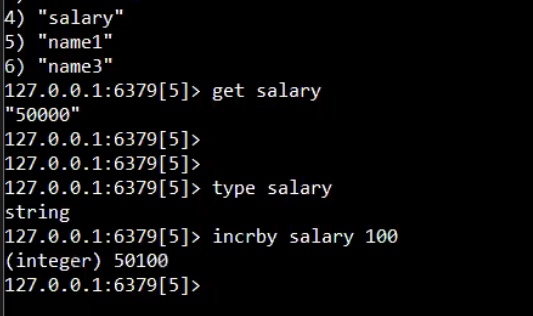 4) "salary"
5) "name1"
6) "name3"
127.0.0.1:6379[5]> get salary
"50000"
127.0.0.1:6379[5]>
127.0.0.1:6379[5]>
127.0.0.1:6379[5]> type salary
string
127.0.0.1:6379[5]> incrby salary 100
(integer) 50100
127.0.0.1:6379[5]>